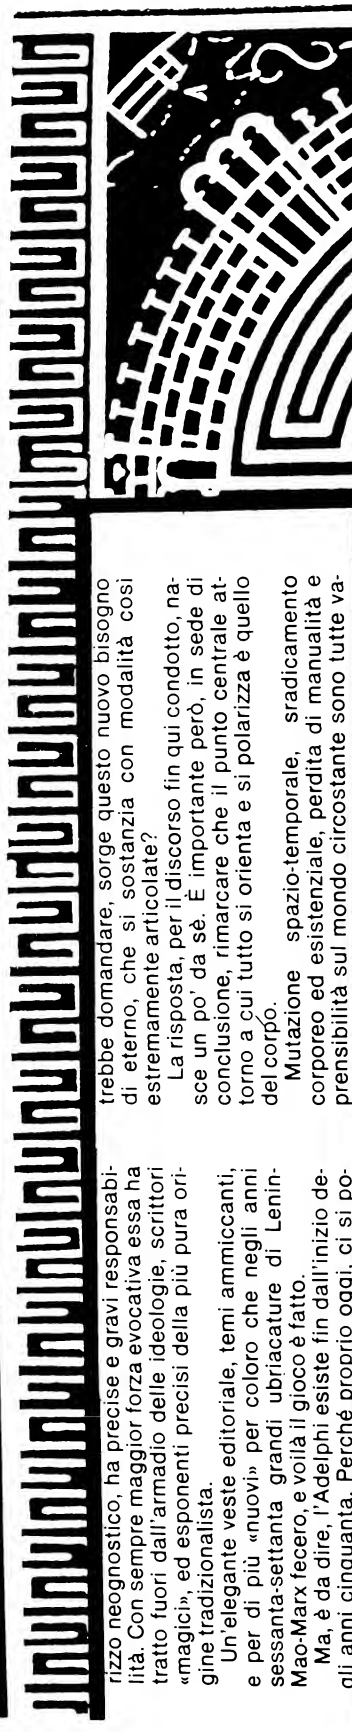 rizzo neognostico, ha precise e gravi responsabi-
lità. Con sempre maggior forza evocativa essa ha
tratto fuori dall'armadio delle ideologie, scrittori
«magici», ed esponenti precisi della più pura ori-
gine tradizionalista.
Un'elegante veste editoriale, temi ammiccanti,
e per di più «nuovi» per coloro che negli anni
sessanta-settanta grandi ubriacature di Lenin-
Mao-Marx fecero, e voilà il gioco è fatto.
Ma, è da dire, l'Adelphi esiste fin dall'inizio de-
gli anni cinquanta. Perché proprio oggi, ci si po-
trebbe domandare, sorge questo nuovo bisogno
di eterno, che si sostanzia con modalità così
estremamente articolate?
La risposta, per il discorso fin qui condotto, na-
sce un po' da sè. È importante però, in sede di
conclusione, rimarcare che il punto centrale at-
torno a cui tutto si orienta e si polarizza è quello
del corpo.
Mutazione spazio-temporale, sradicamento
corporeo ed esistenziale, perdita di manualità e
prensibilità sul mondo circostante sono tutte va-